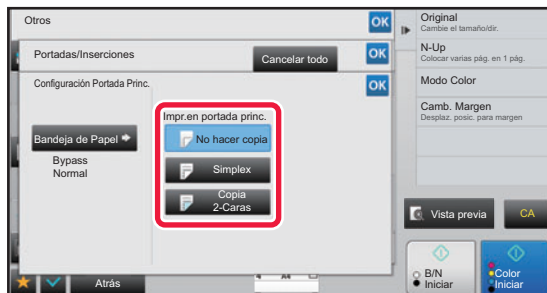 Otros
OK
Portadas/Inserciones
Cancelar todo
OK
Configuración Portada Princ.
OK
Impr.en portada princ.
Bandeja de Papel
Bypass
Normal
No hacer copia
Simplex
Copia
2-Caras
Atrás
Original
Cambie el tamaño/dir.
N-Up
Colocar varias pág. en 1 pág.
Modo Color
Camb. Margen
Desplaz. posic. para margen
Vista previa
CA
B/N
Iniciar
Color
Iniciar